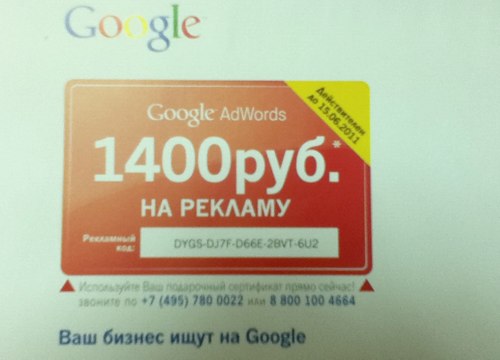 Google
Действителен
до 15.06.2011
Google AdWords
1400руб.*
НА РЕКЛАМУ
Рекламный
код:
DYGS-DJ7F-D66E-2BVT-6U2
Используйте Ваш подарочный сертификат прямо сейчас!
звоните по +7 (495) 780 0022 или 8 800 100 4664
Ваш бизнес ищут на Google